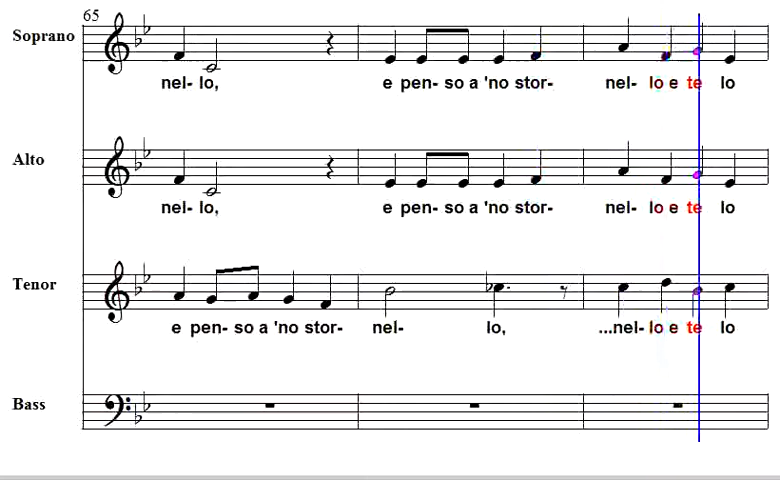 65
Soprano
nel- lo, e pen- so a 'no stor- nel- lo e te lo
Alto
nel- lo, e pen- so a 'no stor- nel- lo e te lo
Tenor
e pen- so a 'no stor- nel- lo, ...nel- lo e te lo
Bass